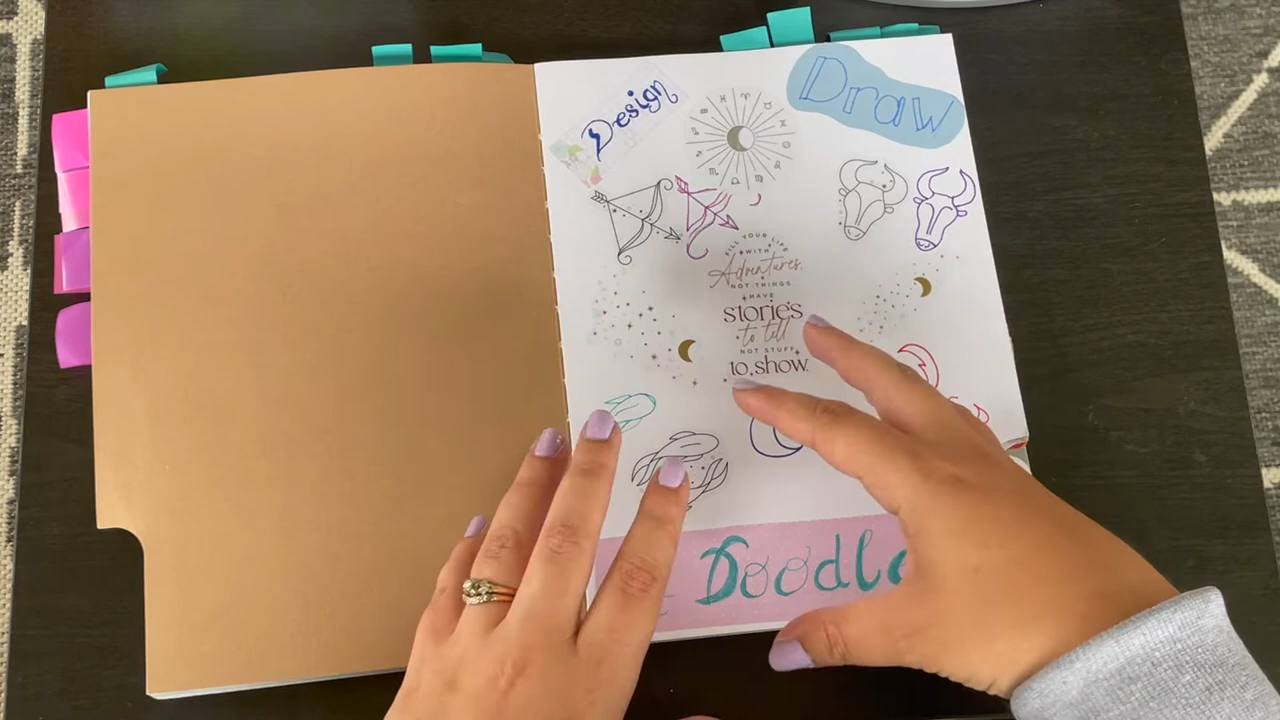 Design
Draw
FILL YOUR LIFE
WITH
Adventures,
NOT THINGS.
HAVE
stories
to tell
NOT STUFF
to show.
Doodle